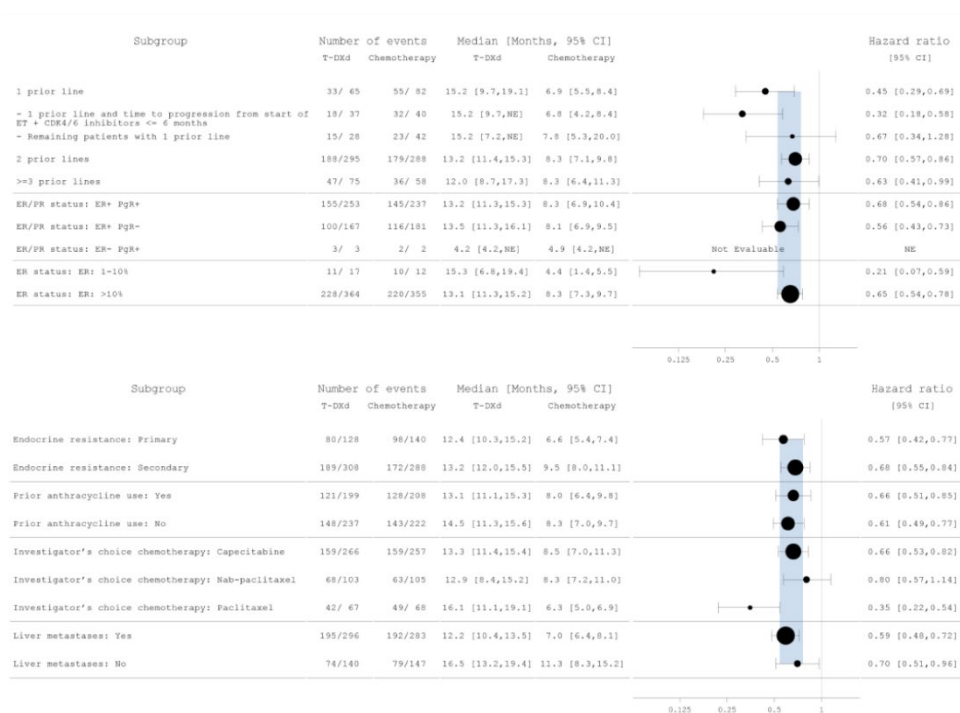 Subgroup Number of events Median [Months, 95% CI] Hazard ratio
T-DXd Chemotherapy T-DXd Chemotherapy [95% CI]
1 prior line 33/ 65 55/ 82 15.2 [9.7,19.1] 6.9 [5.5,8.4] 0.45 [0.29,0.69]
- 1 prior line and time to progression from start of 18/ 37 32/ 40 15.2 [9.7,NE] 6.8 [4.2,8.4] 0.32 [0.18,0.58]
ET + CDK4/6 inhibitors <= 6 months
- Remaining patients with 1 prior line 15/ 28 23/ 42 15.2 [7.2,NE] 7.8 [5.3,20.0] 0.67 [0.34,1.28]
2 prior lines 188/295 179/288 13.2 [11.4,15.3] 8.3 [7.1,9.8] 0.70 [0.57,0.86]
>=3 prior lines 47/ 75 36/ 58 12.0 [8.7,17.3] 8.3 [6.4,11.3] 0.63 [0.41,0.99]
ER/PR status: ER+ PgR+ 155/253 145/237 13.2 [11.3,15.3] 8.3 [6.9,10.4] 0.68 [0.54,0.86]
ER/PR status: ER+ PgR- 100/167 116/181 13.5 [11.3,16.1] 8.1 [6.9,9.5] 0.56 [0.43,0.73]
ER/PR status: ER- PgR+ 3/ 3 2/ 2 4.2 [4.2,NE] 4.9 [4.2,NE] Not Evaluable NE
ER status: ER: 1-10% 11/ 17 10/ 12 15.3 [6.8,19.4] 4.4 [1.4,5.5] 0.21 [0.07,0.59]
ER status: ER: >10% 228/364 220/355 13.1 [11.3,15.2] 8.3 [7.3,9.7] 0.65 [0.54,0.78]
0.125 0.25 0.5 1
Subgroup Number of events Median [Months, 95% CI] Hazard ratio
T-DXd Chemotherapy T-DXd Chemotherapy [95% CI]
Endocrine resistance: Primary 80/128 98/140 12.4 [10.3,15.2] 6.6 [5.4,7.4] 0.57 [0.42,0.77]
Endocrine resistance: Secondary 189/308 172/288 13.2 [12.0,15.5] 9.5 [8.0,11.1] 0.68 [0.55,0.84]
Prior anthracycline use: Yes 121/199 128/208 13.1 [11.1,15.3] 8.0 [6.4,9.8] 0.66 [0.51,0.85]
Prior anthracycline use: No 148/237 143/222 14.5 [11.3,15.6] 8.3 [7.0,9.7] 0.61 [0.49,0.77]
Investigator's choice chemotherapy: Capecitabine 159/266 159/257 13.3 [11.4,15.4] 8.5 [7.0,11.3] 0.66 [0.53,0.82]
Investigator's choice chemotherapy: Nab-paclitaxel 68/103 63/105 12.9 [8.4,15.2] 8.3 [7.2,11.0] 0.80 [0.57,1.14]
Investigator's choice chemotherapy: Paclitaxel 42/ 67 49/ 68 16.1 [11.1,19.1] 6.3 [5.0,6.9] 0.35 [0.22,0.54]
Liver metastases: Yes 195/296 192/283 12.2 [10.4,13.5] 7.0 [6.4,8.1] 0.59 [0.48,0.72]
Liver metastases: No 74/140 79/147 16.5 [13.2,19.4] 11.3 [8.3,15.2] 0.70 [0.51,0.96]
0.125 0.25 0.5 1